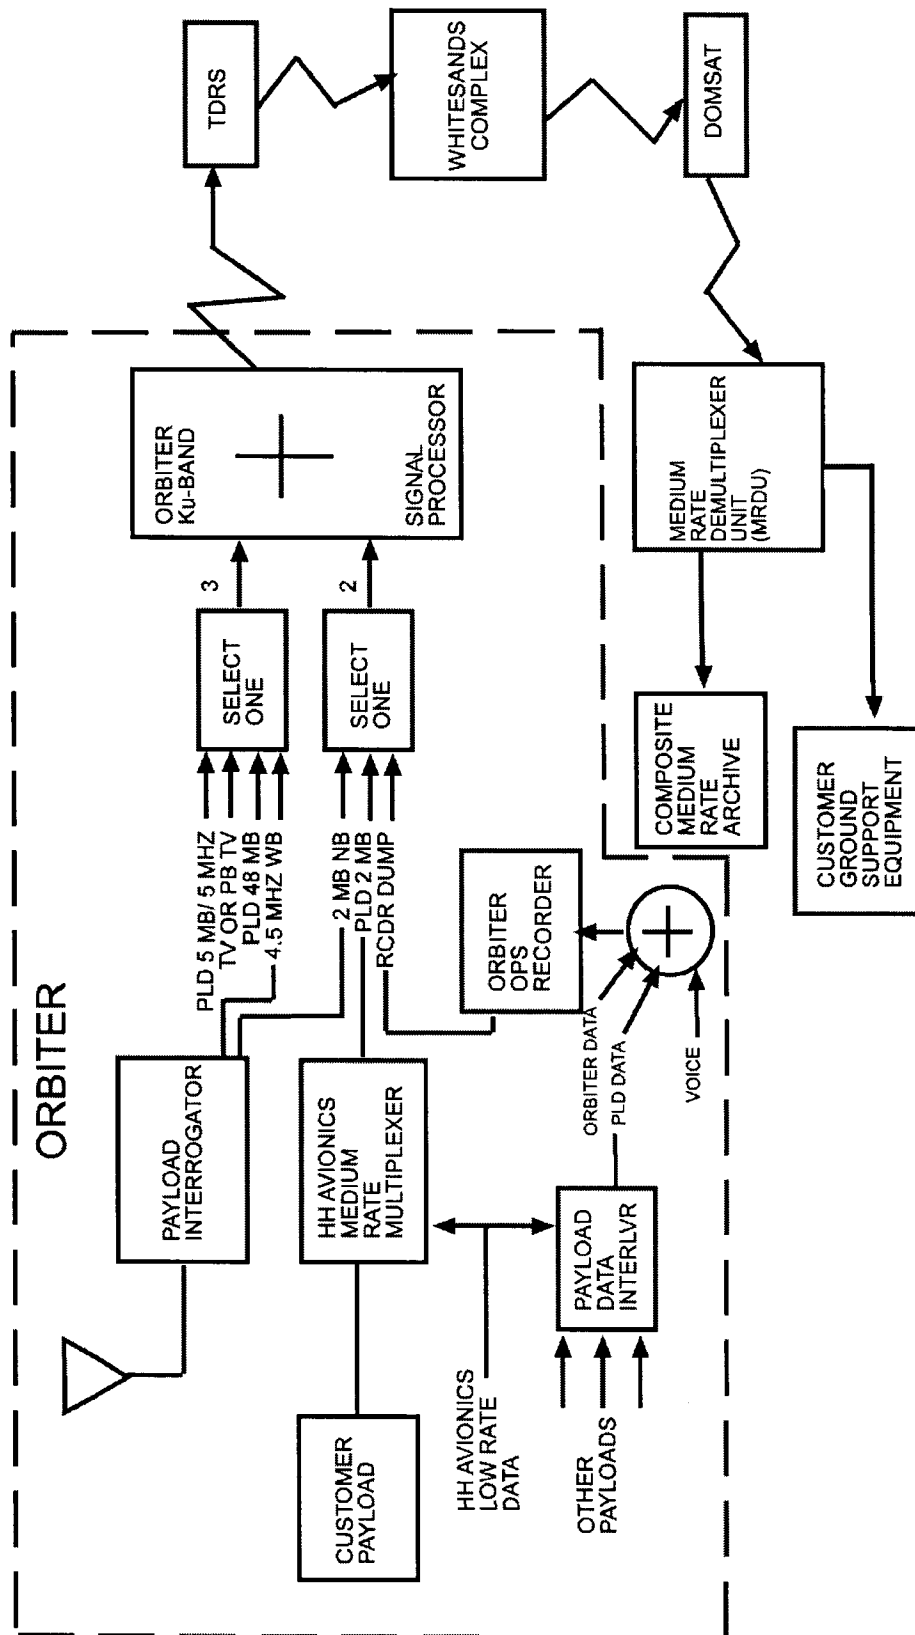 ORBITER
PAYLOAD
INTERROGATOR
PLD 5 MB/ 5 MHZ
TV OR PB TV
PLD 48 MB
4.5 MHZ WB
SELECT
ONE
3
ORBITER
Ku-BAND
SIGNAL
PROCESSOR
TDRS
CUSTOMER
PAYLOAD
HH AVIONICS
MEDIUM
RATE
MULTIPLEXER
2 MB NB
PLD 2 MB
RCDR DUMP
SELECT
ONE
2
WHITESANDS
COMPLEX
HH AVIONICS
LOW RATE
DATA
ORBITER
OPS
RECORDER
OTHER
PAYLOADS
PAYLOAD
DATA
INTERLVR
ORBITER DATA
PLD DATA
VOICE
COMPOSITE
MEDIUM
RATE
ARCHIVE
MEDIUM
RATE
DEMULTIPLEXER
UNIT
(MRDU)
DOMSAT
CUSTOMER
GROUND
SUPPORT
EQUIPMENT